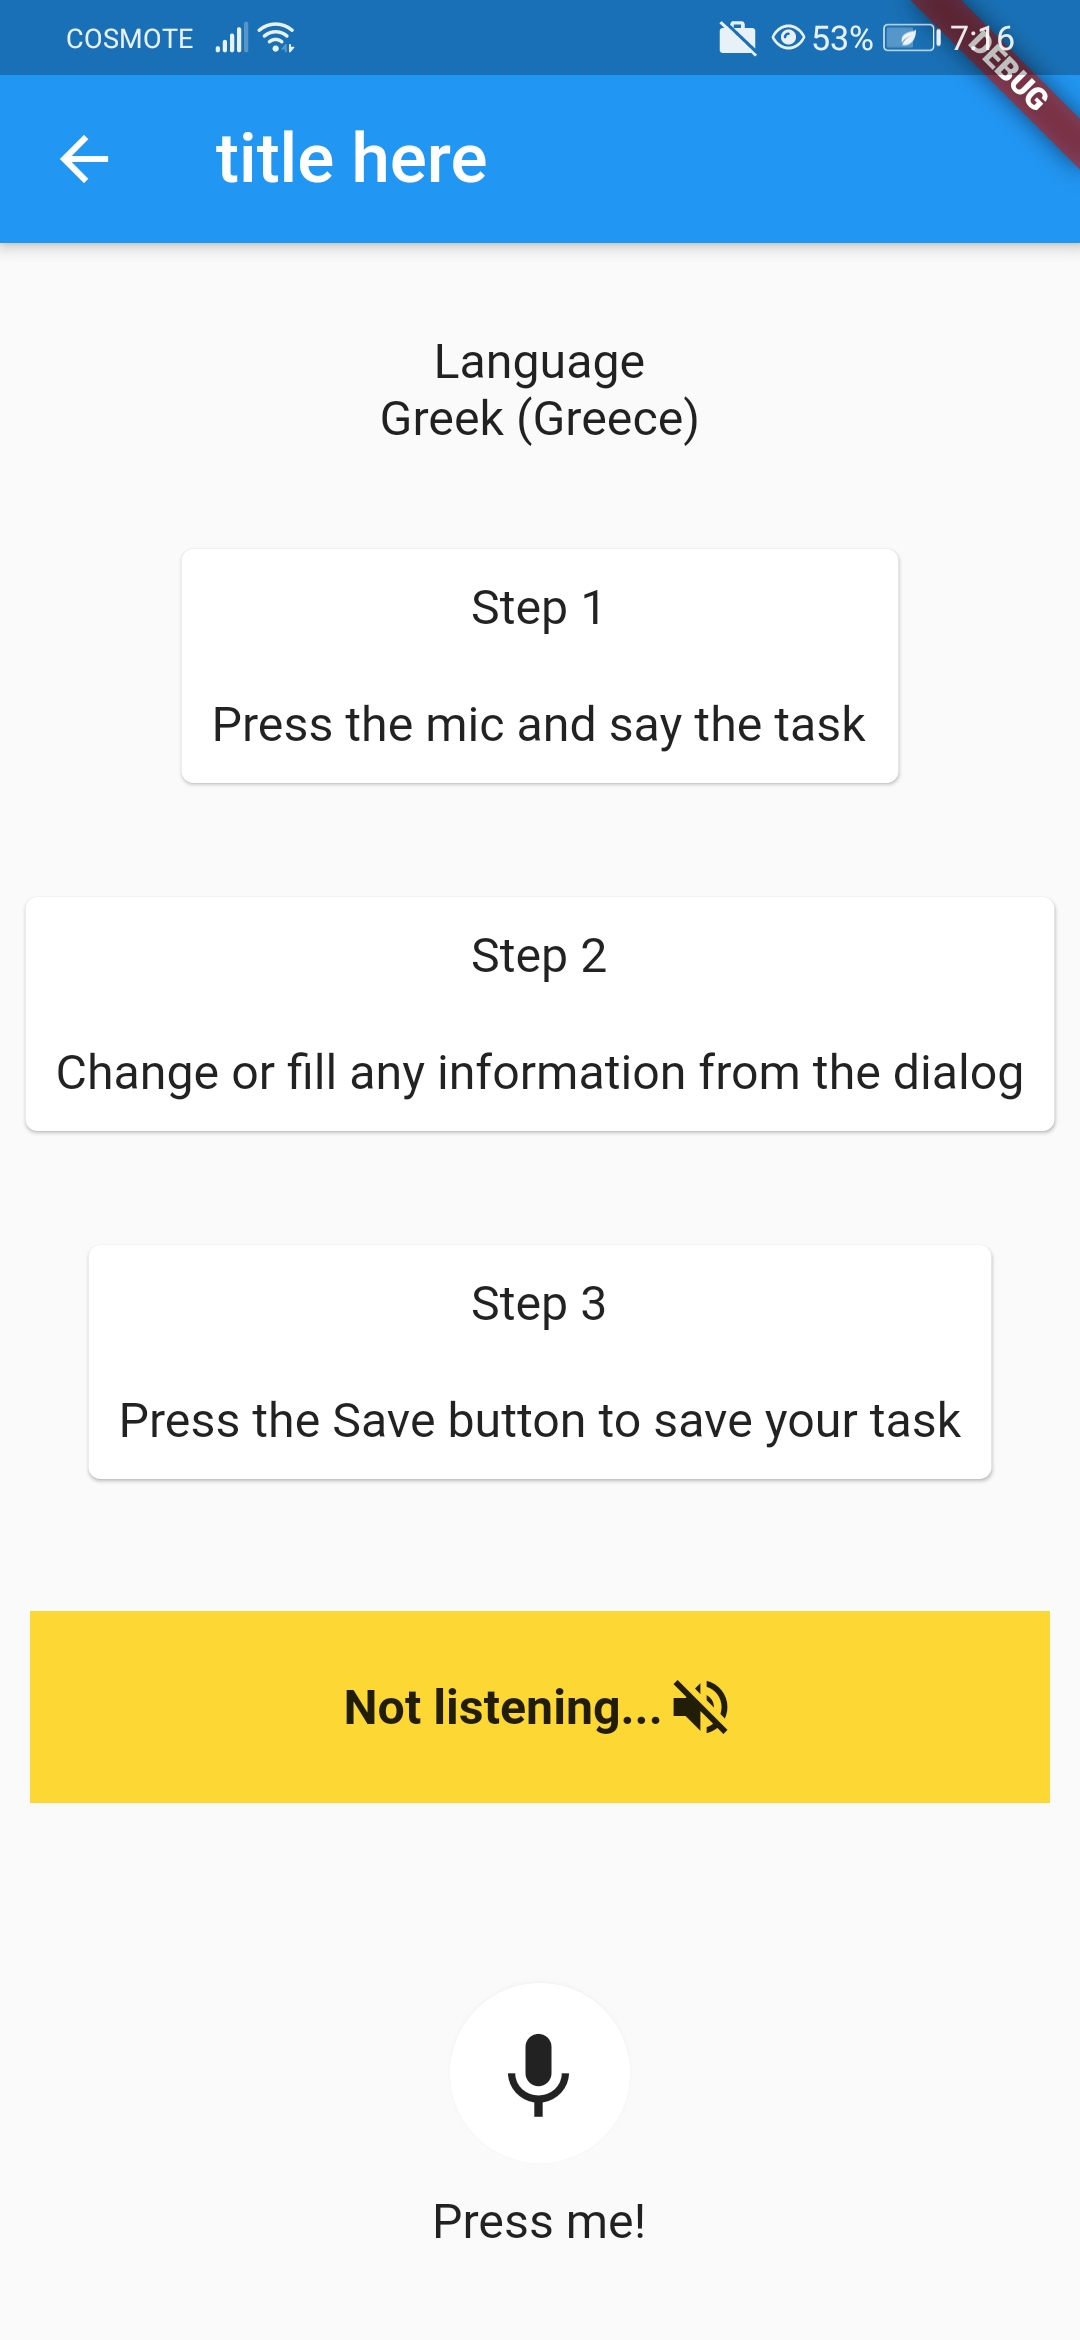 COSMOTE 53% 7:16
DEBUG
title here
Language
Greek (Greece)
Step 1
Press the mic and say the task
Step 2
Change or fill any information from the dialog
Step 3
Press the Save button to save your task
Not listening...
Press me!